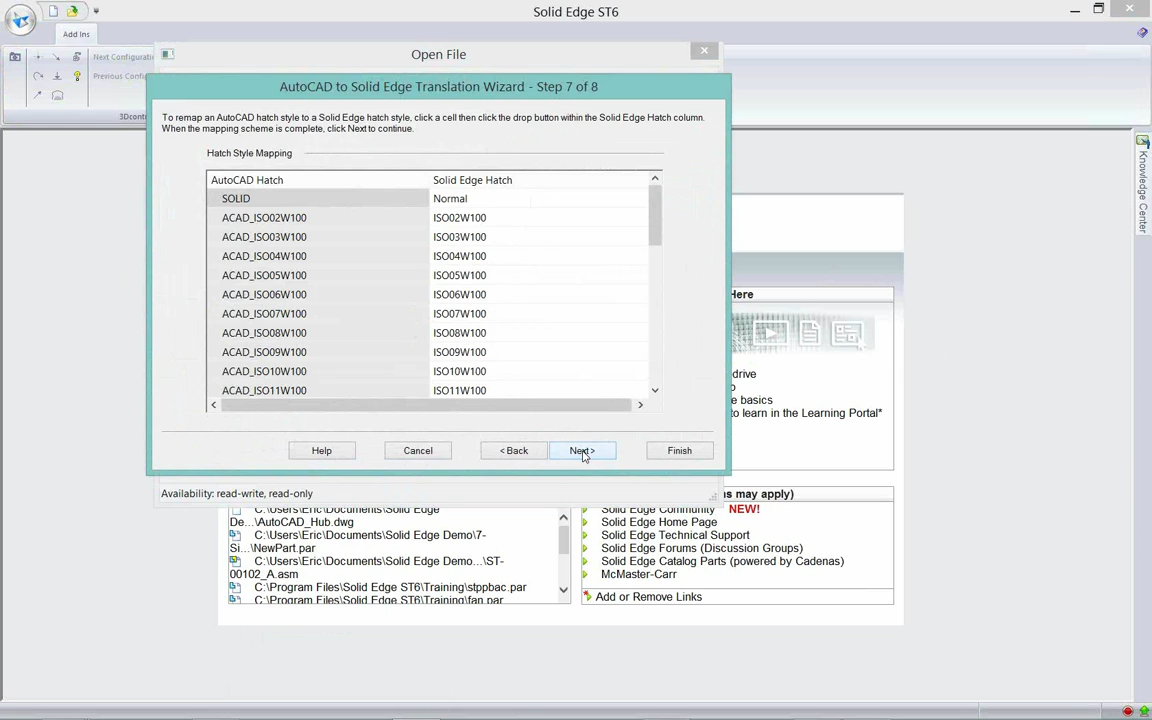 Solid Edge ST6
Add Ins
Next Configuratio
Previous Config
3Dcont
Open File
AutoCAD to Solid Edge Translation Wizard - Step 7 of 8
To remap an AutoCAD hatch style to a Solid Edge hatch style, click a cell then click the drop button within the Solid Edge Hatch column.
When the mapping scheme is complete, click Next to continue.
Hatch Style Mapping
AutoCAD Hatch Solid Edge Hatch
SOLID Normal
ACAD_ISO02W100 ISO02W100
ACAD_ISO03W100 ISO03W100
ACAD_ISO04W100 ISO04W100
ACAD_ISO05W100 ISO05W100
ACAD_ISO06W100 ISO06W100
ACAD_ISO07W100 ISO07W100
ACAD_ISO08W100 ISO08W100
ACAD_ISO09W100 ISO09W100
ACAD_ISO10W100 ISO10W100
ACAD_ISO11W100 ISO11W100
Help Cancel < Back Next > Finish
Availability: read-write, read-only
Knowledge Center
Here
drive
o
e basics
to learn in the Learning Portal*
C:\Users\Eric\Documents\Solid Edge
De...\AutoCAD_Hub.dwg
C:\Users\Eric\Documents\Solid Edge Demo\7-
Si...\NewPart.par
C:\Users\Eric\Documents\Solid Edge Demo...\ST-
00102_A.asm
C:\Program Files\Solid Edge ST6\Training\stppbac.par
C:\Program Files\Solid Edge ST6\Training\fan.par
s may apply)
Solid Edge Community NEW!
Solid Edge Home Page
Solid Edge Technical Support
Solid Edge Forums (Discussion Groups)
Solid Edge Catalog Parts (powered by Cadenas)
McMaster-Carr
Add or Remove Links